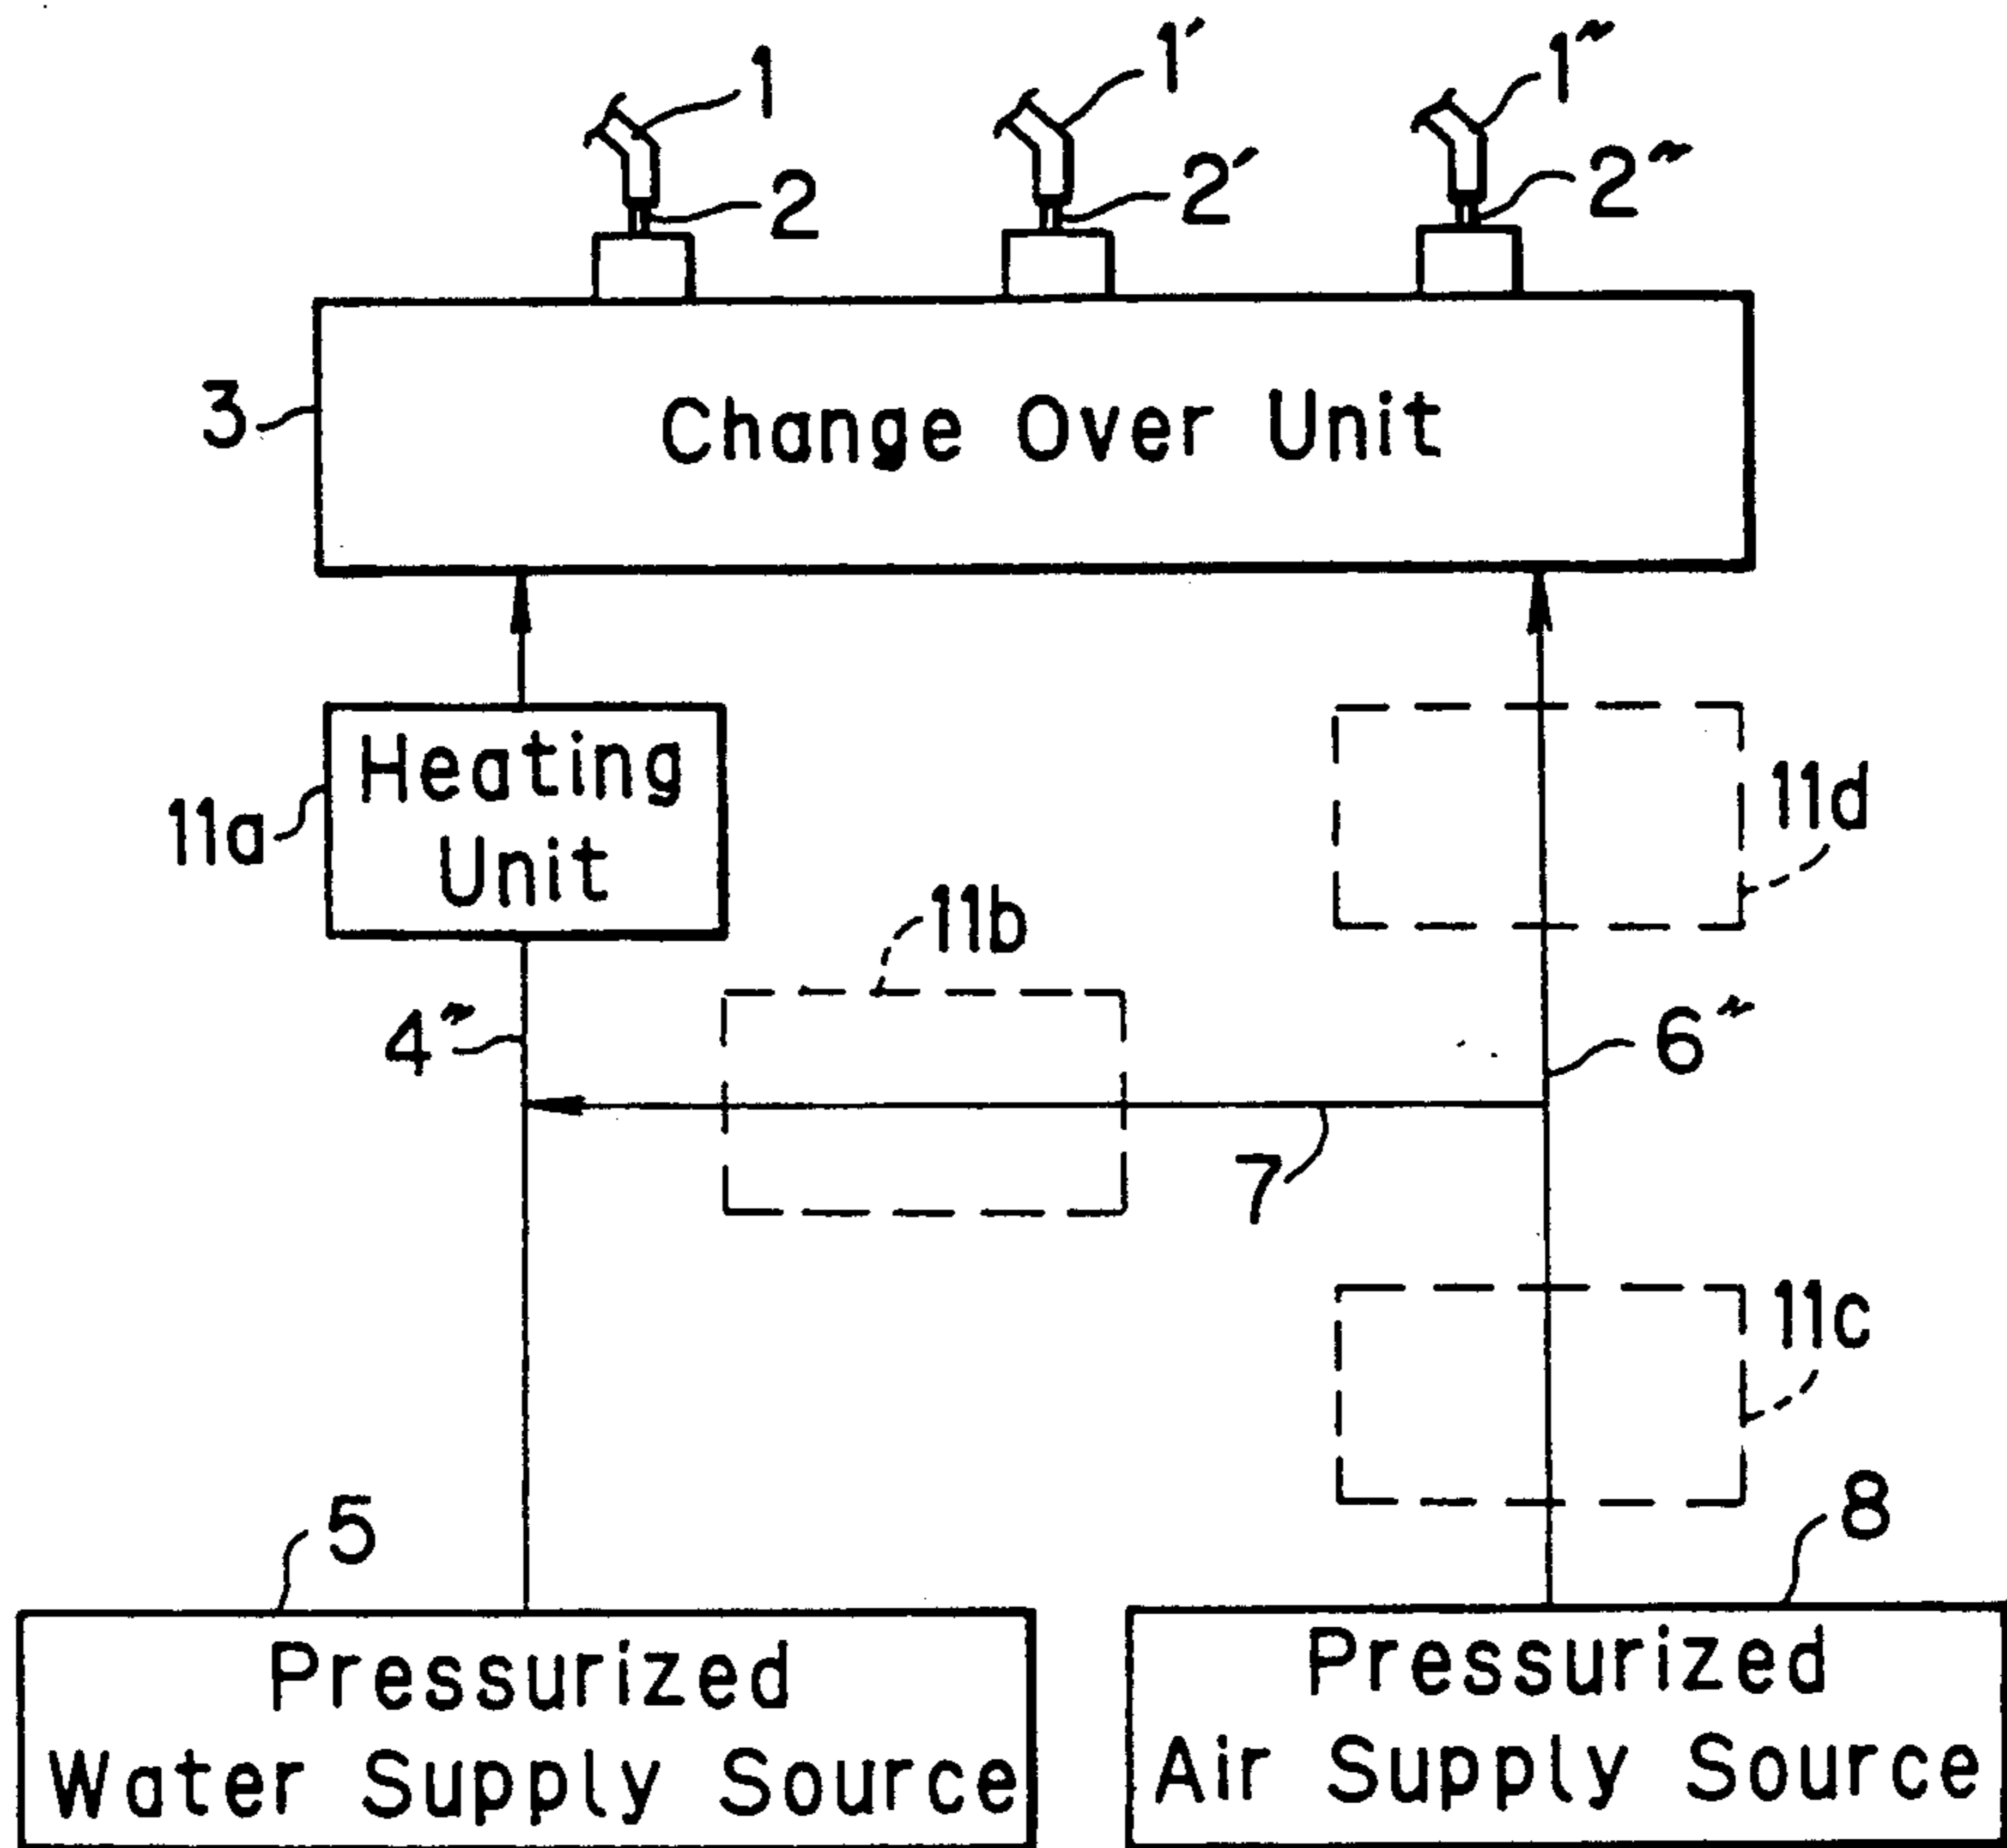 1
1′
1″
2
2′
2″
3
Change Over Unit
Heating
Unit
11a
11d
11b
4″
6″
7
11c
5
8
Pressurized
Water Supply Source
Pressurized
Air Supply Source